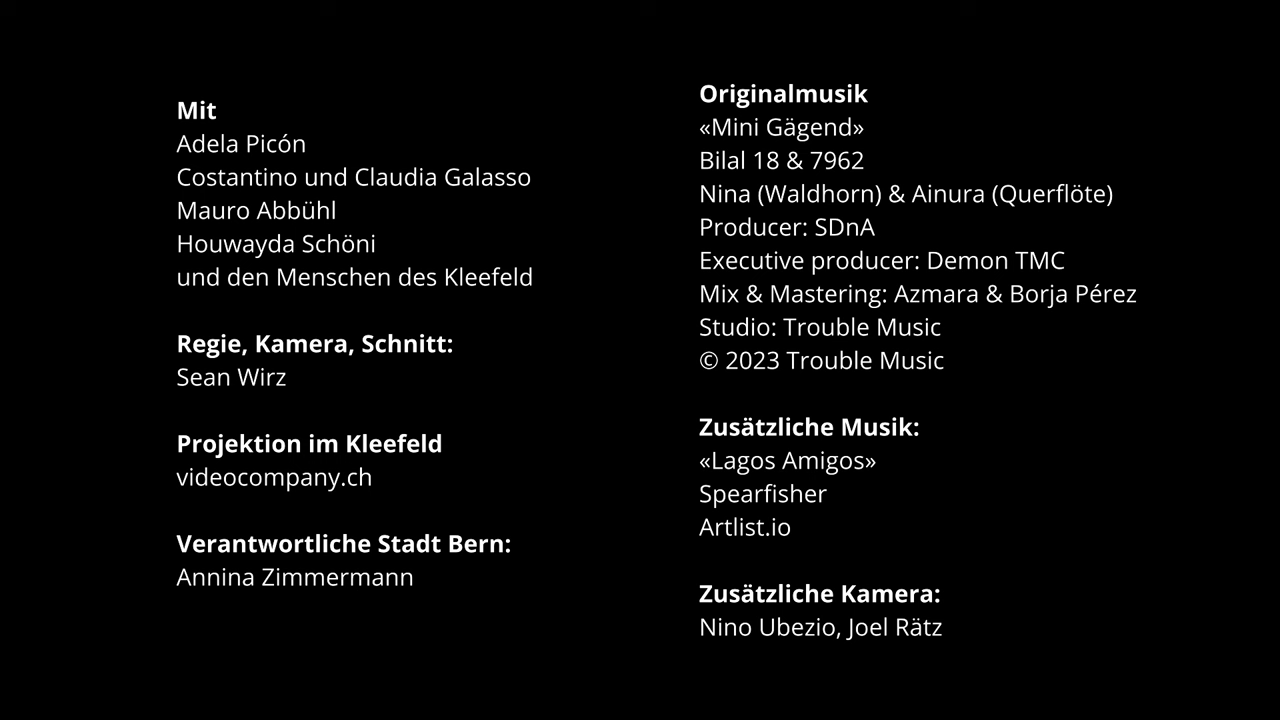 Mit
Adela Picón
Costantino und Claudia Galasso
Mauro Abbühl
Houwayda Schöni
und den Menschen des Kleefeld
Regie, Kamera, Schnitt:
Sean Wirz
Projektion im Kleefeld
videocompany.ch
Verantwortliche Stadt Bern:
Annina Zimmermann
Originalmusik
«Mini Gägend»
Bilal 18 & 7962
Nina (Waldhorn) & Ainura (Querflöte)
Producer: SDnA
Executive producer: Demon TMC
Mix & Mastering: Azmara & Borja Pérez
Studio: Trouble Music
© 2023 Trouble Music
Zusätzliche Musik:
«Lagos Amigos»
Spearfisher
Artlist.io
Zusätzliche Kamera:
Nino Ubezio, Joel Rätz